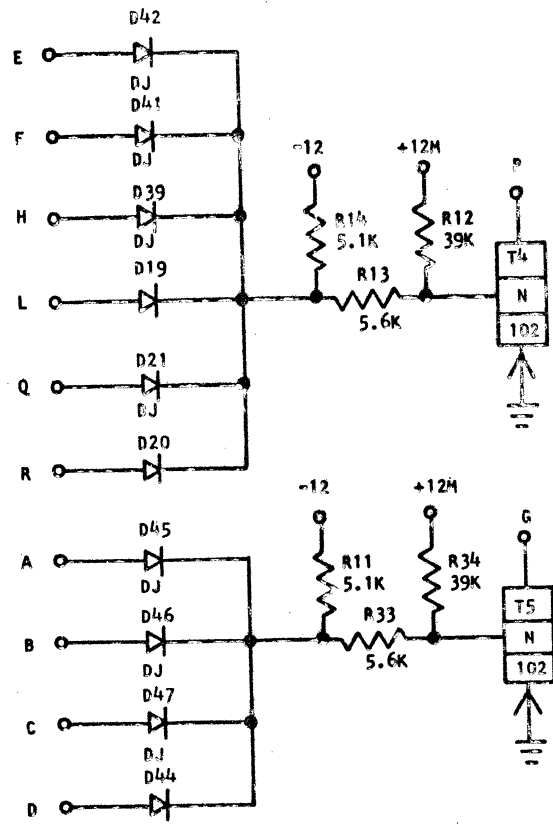 D42
E
DJ
D41
F
DJ
D39
H
DJ
D19
L
D21
Q
DJ
D20
R
-12
+12M
P
R14
5.1K
R12
39K
R13
5.6K
T4
N
102
D45
A
DJ
D46
B
DJ
D47
C
DJ
D44
D
-12
+12M
G
R11
5.1K
R34
39K
R33
5.6K
T5
N
102